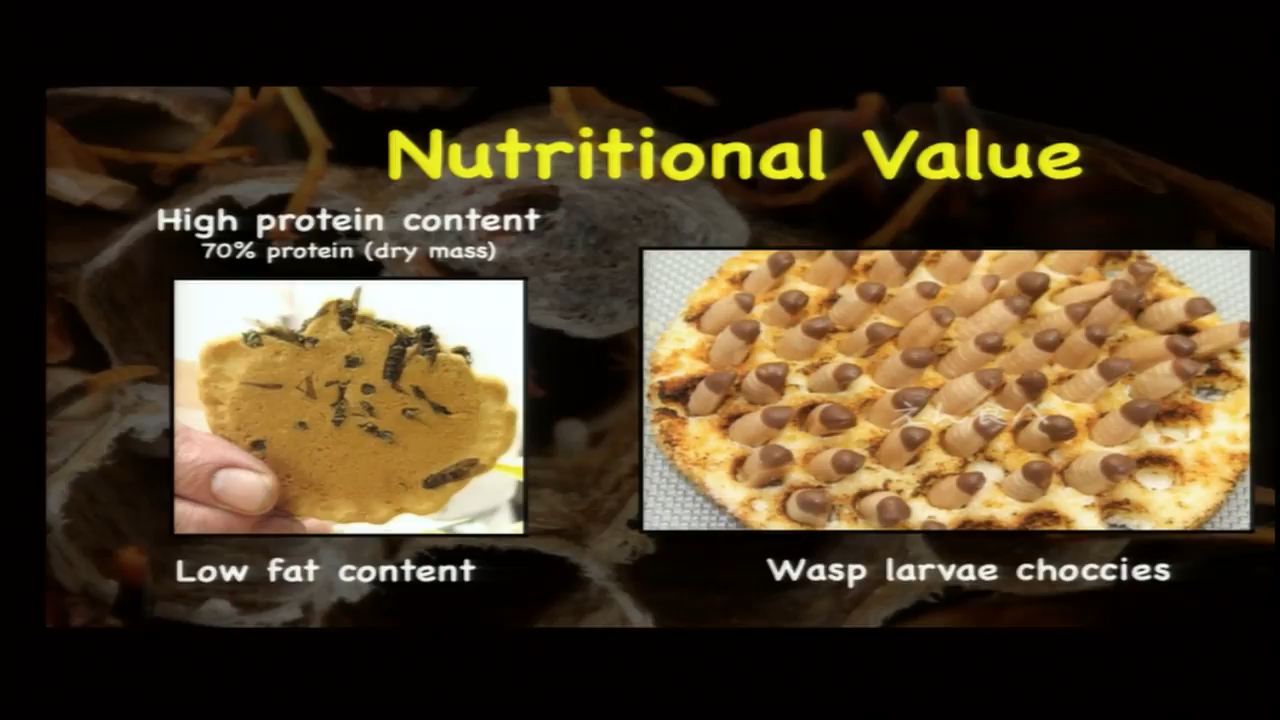 Nutritional Value
High protein content
70% protein (dry mass)
Low fat content
Wasp larvae choccies